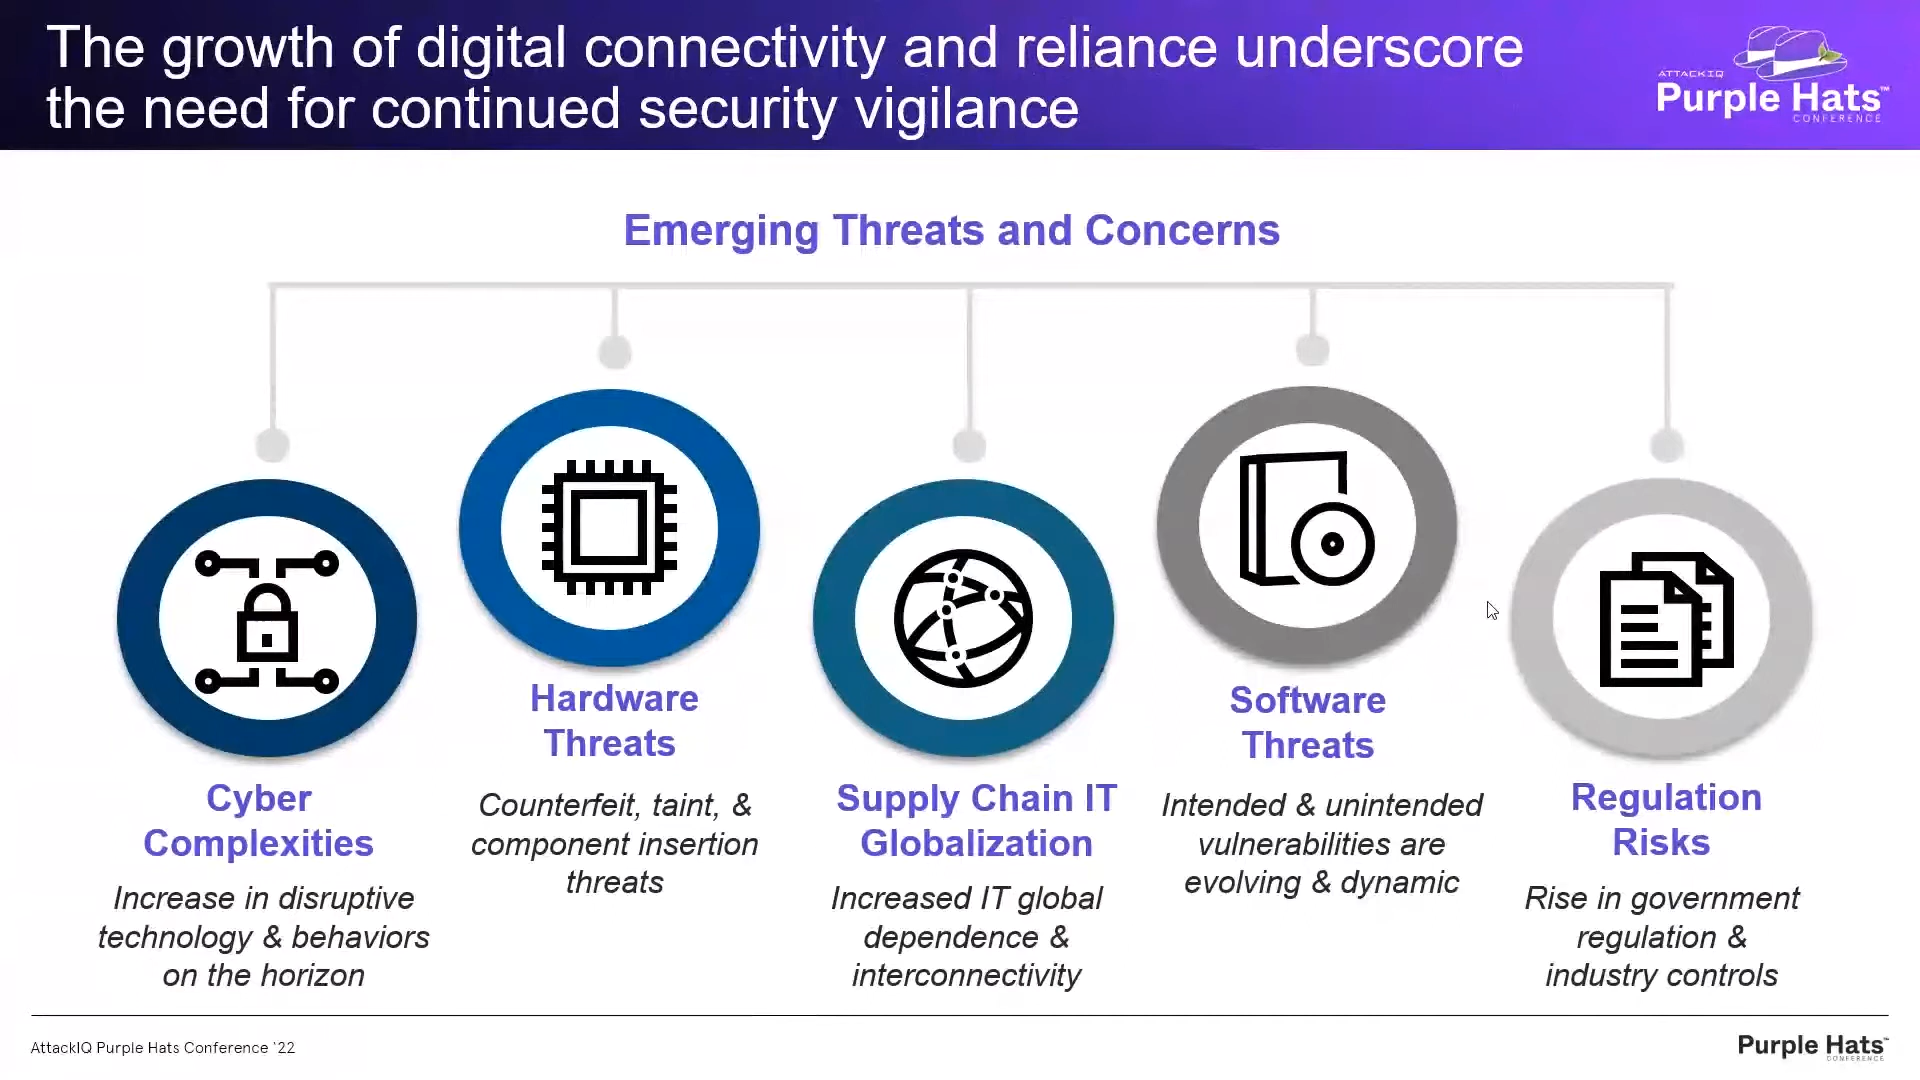 The growth of digital connectivity and reliance underscore
the need for continued security vigilance
ATTACKIQ
Purple Hats™
CONFERENCE
Emerging Threats and Concerns
Cyber
Complexities
Increase in disruptive
technology & behaviors
on the horizon
Hardware
Threats
Counterfeit, taint, &
component insertion
threats
Supply Chain IT
Globalization
Increased IT global
dependence &
interconnectivity
Software
Threats
Intended & unintended
vulnerabilities are
evolving & dynamic
Regulation
Risks
Rise in government
regulation &
industry controls
AttackIQ Purple Hats Conference `22
Purple Hats™
CONFERENCE